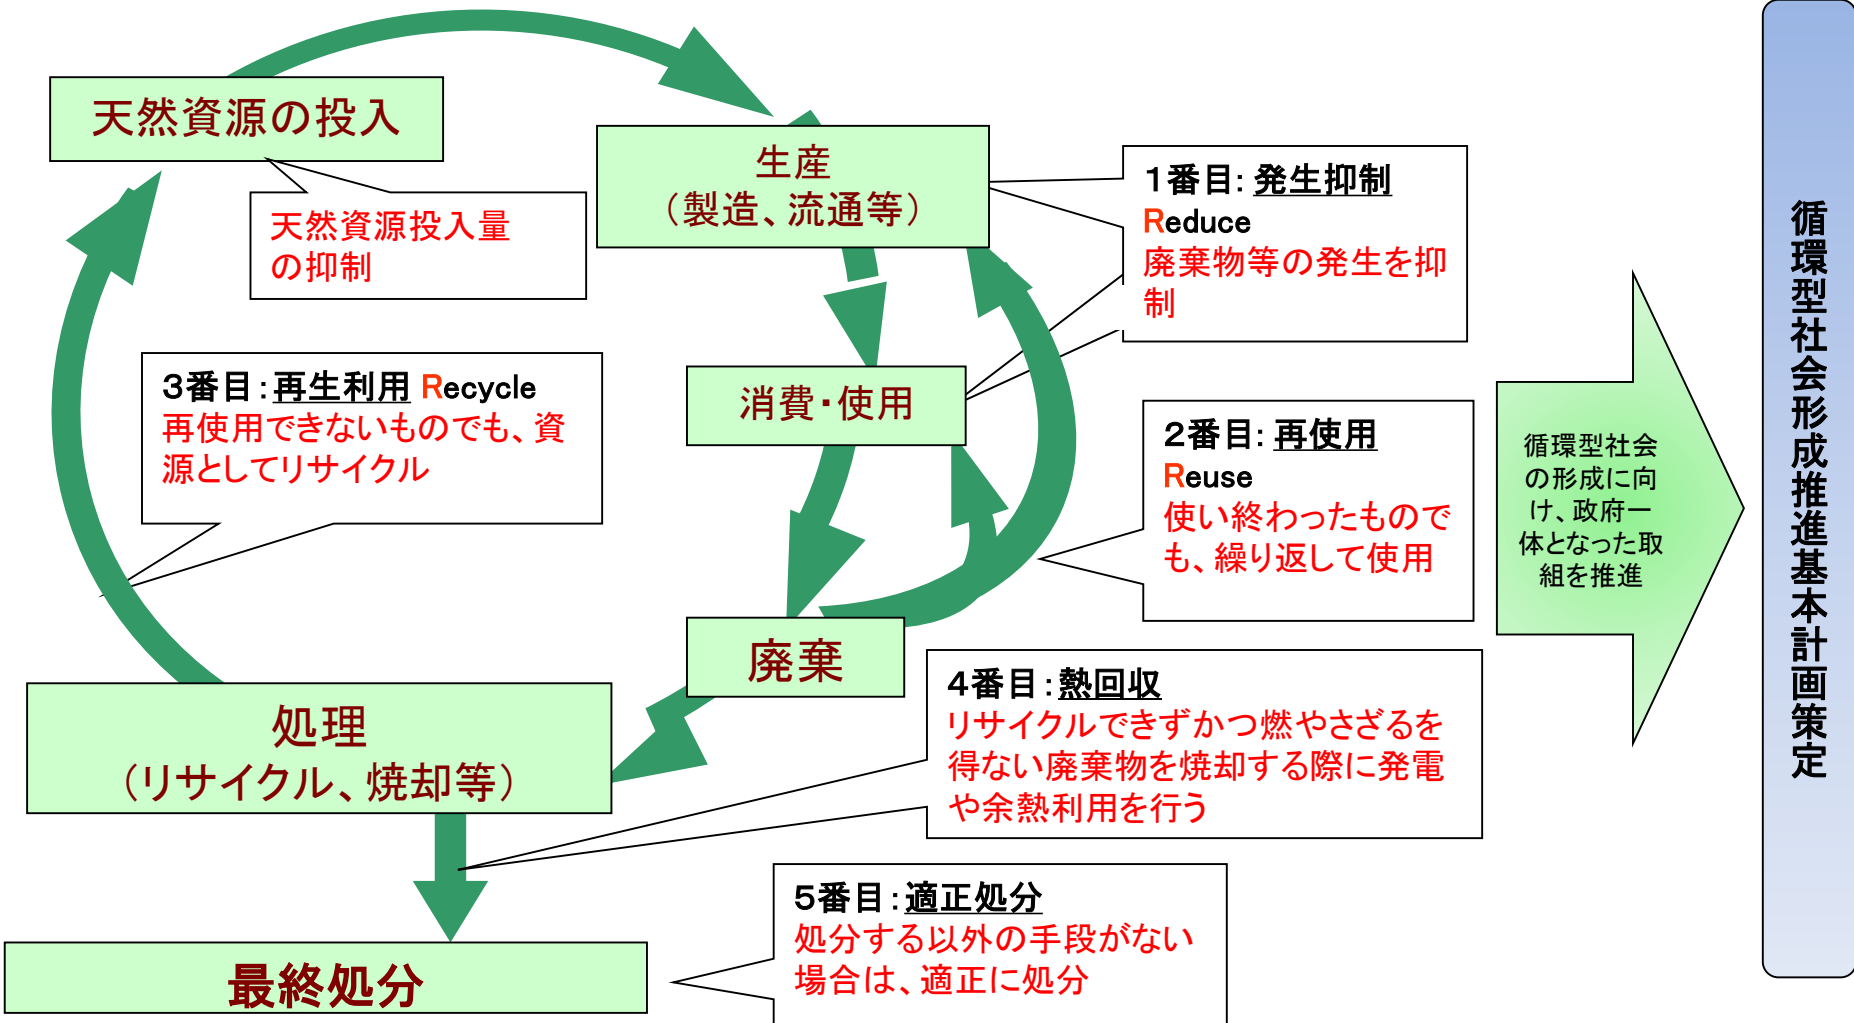 天然資源の投入
天然資源投入量
の抑制
生産
（製造、流通等）
1番目：発生抑制
Reduce
廃棄物等の発生を抑
制
3番目：再生利用 Recycle
再使用できないものでも、資
源としてリサイクル
消費・使用
2番目：再使用
Reuse
使い終わったもので
も、繰り返して使用
廃棄
処理
（リサイクル、焼却等）
4番目：熱回収
リサイクルできずかつ燃やさざるを
得ない廃棄物を焼却する際に発電
や余熱利用を行う
最終処分
5番目：適正処分
処分する以外の手段がない
場合は、適正に処分
循環型社会
の形成に向
け、政府一
体となった取
組を推進
循環型社会形成推進基本計画策定